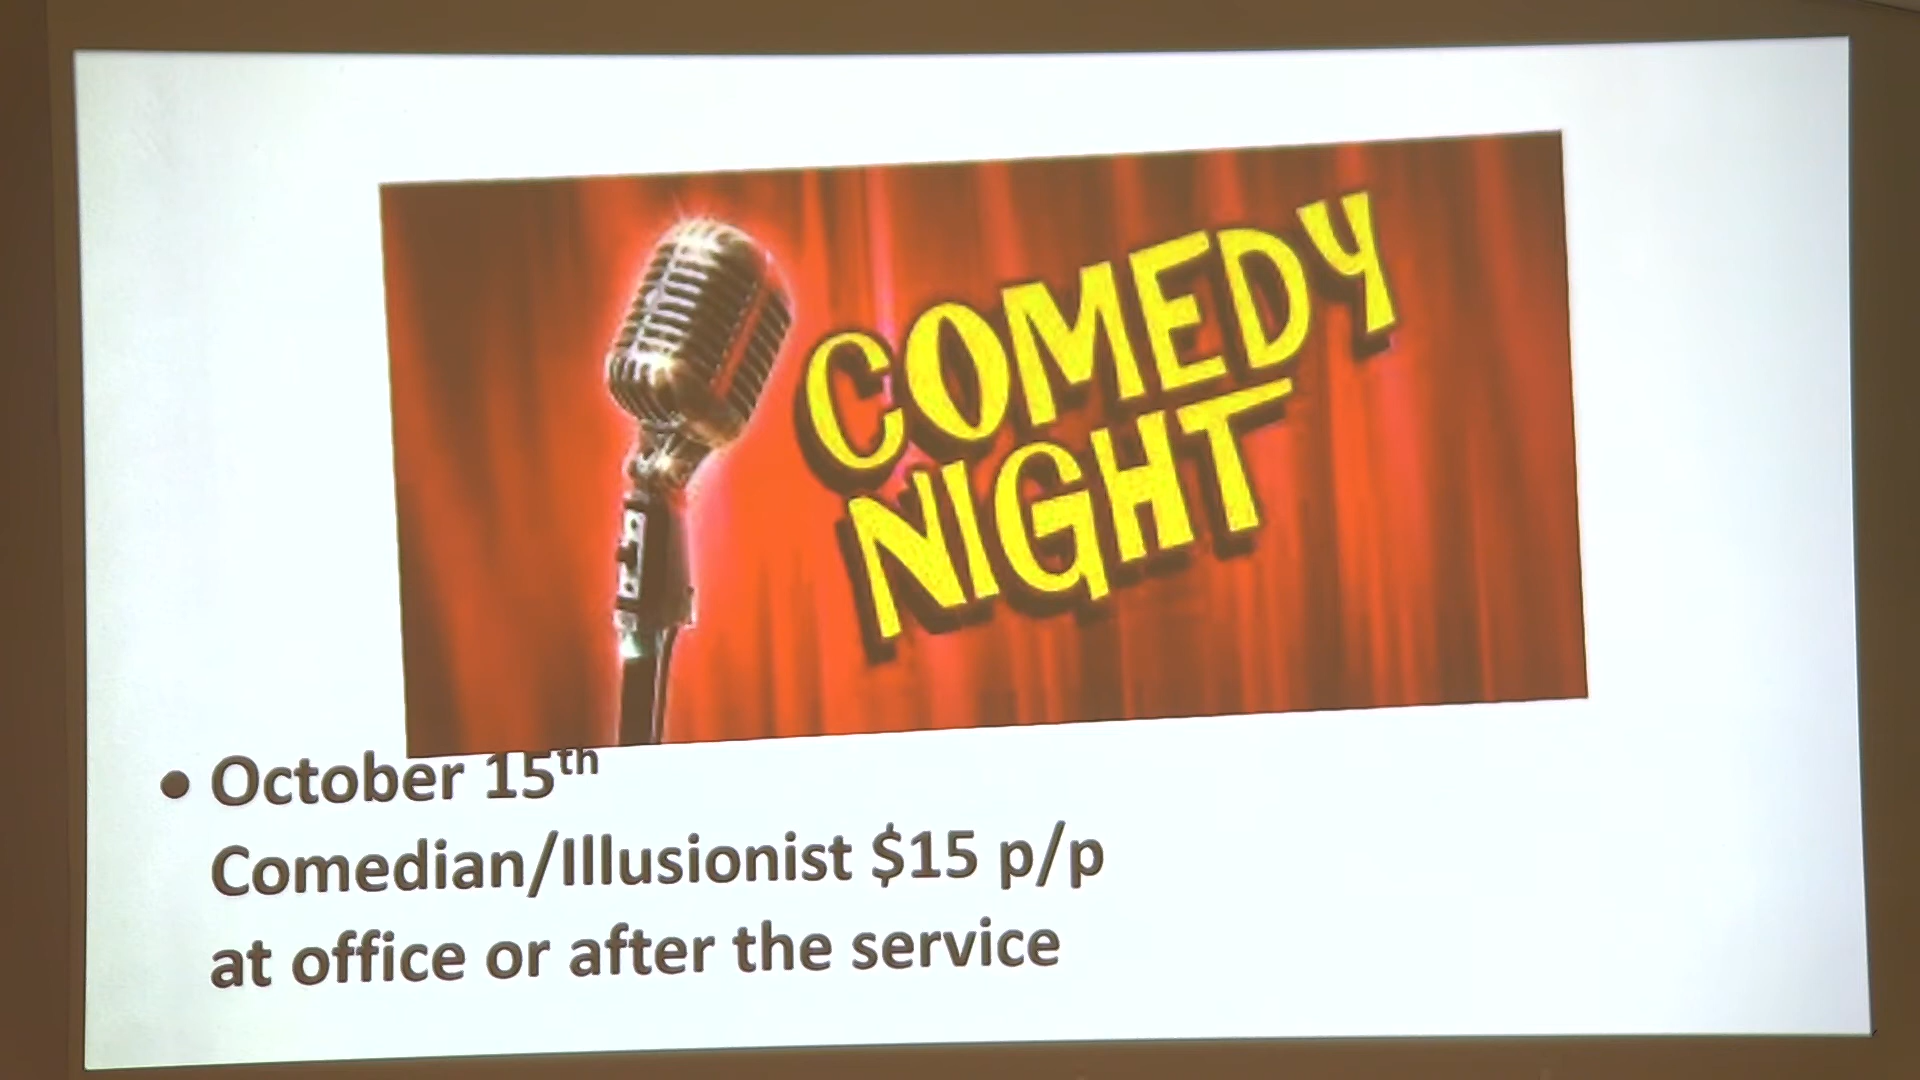 COMEDY
NIGHT
• October 15th
Comedian/Illusionist $15 p/p
at office or after the service